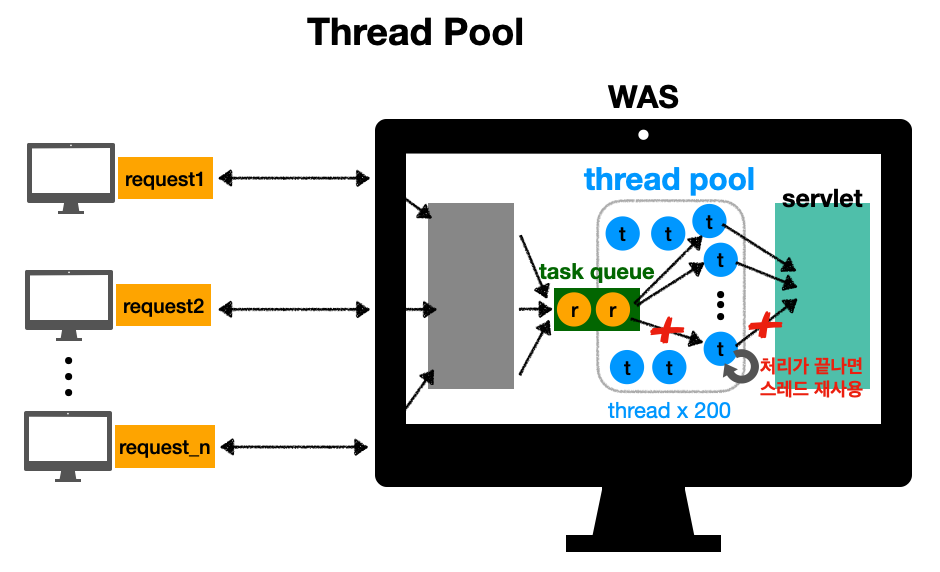 Thread Pool
WAS
request1
request2
request_n
thread pool
servlet
task queue
r r
t t t
t
t
t t
처리가 끝나면
스레드 재사용
thread x 200